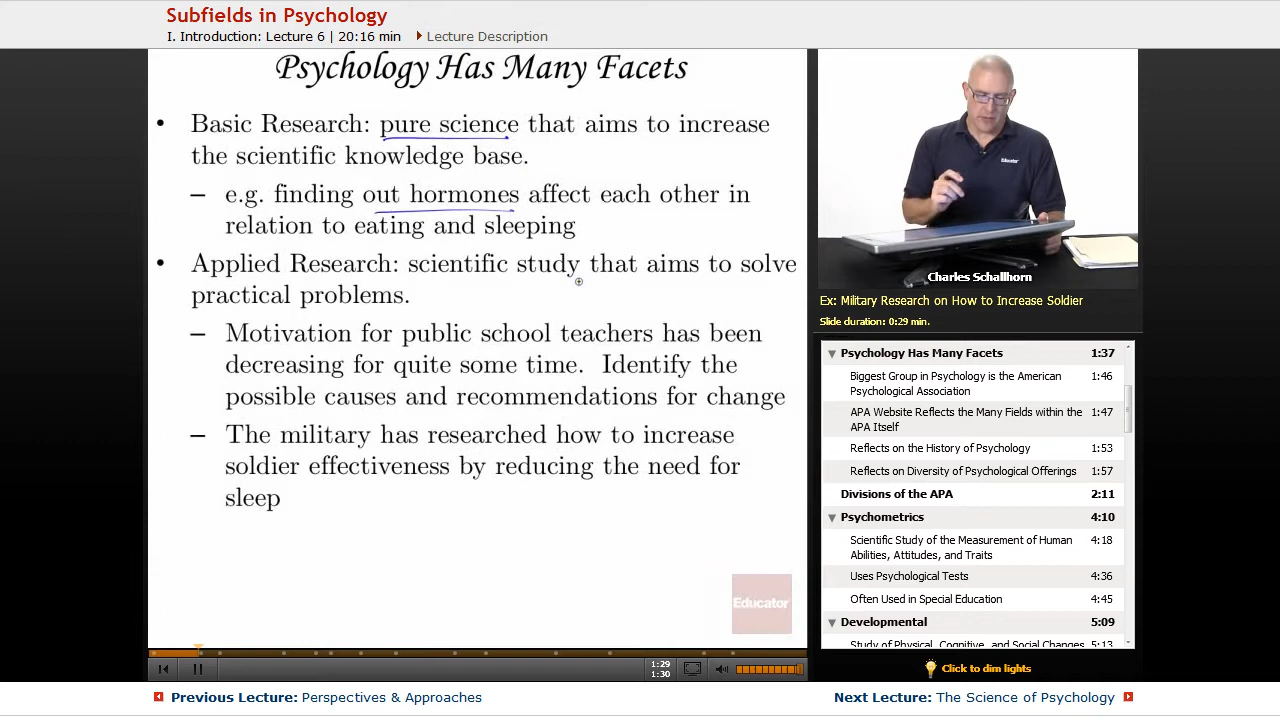 Subfields in Psychology
I. Introduction: Lecture 6 | 20:16 min
Lecture Description
Psychology Has Many Facets
• Basic Research: pure science that aims to increase
the scientific knowledge base.
– e.g. finding out hormones affect each other in
relation to eating and sleeping
• Applied Research: scientific study that aims to solve
practical problems.
– Motivation for public school teachers has been
decreasing for quite some time. Identify the
possible causes and recommendations for change
– The military has researched how to increase
soldier effectiveness by reducing the need for
sleep
Educator
1:29
1:30
Educator
Charles Schallhorn
Ex: Military Research on How to Increase Soldier
Slide duration: 0:29 min.
Psychology Has Many Facets 1:37
Biggest Group in Psychology is the American 1:46
Psychological Association
APA Website Reflects the Many Fields within the 1:47
APA Itself
Reflects on the History of Psychology 1:53
Reflects on Diversity of Psychological Offerings 1:57
Divisions of the APA 2:11
Psychometrics 4:10
Scientific Study of the Measurement of Human 4:18
Abilities, Attitudes, and Traits
Uses Psychological Tests 4:36
Often Used in Special Education 4:45
Developmental 5:09
Study of Physical, Cognitive, and Social Changes 5:13
Click to dim lights
Previous Lecture: Perspectives & Approaches
Next Lecture: The Science of Psychology